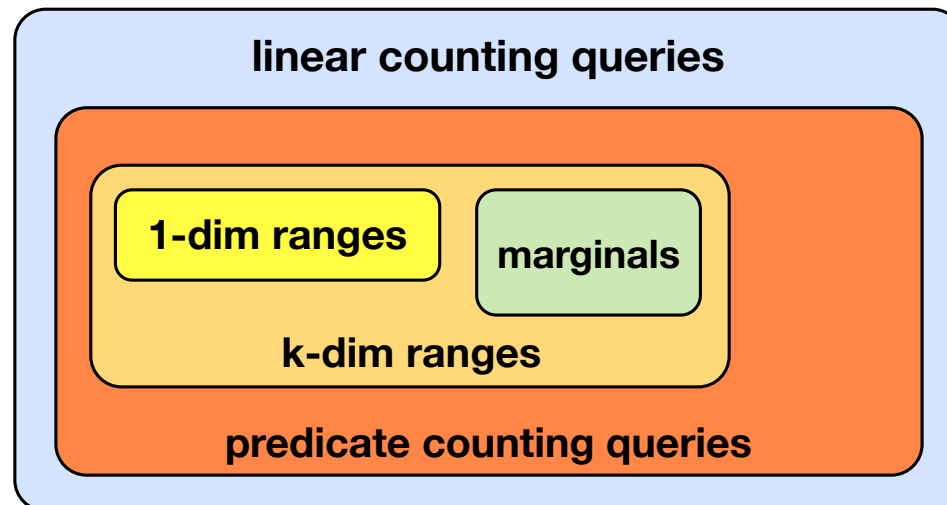 linear counting queries
1-dim ranges
marginals
k-dim ranges
predicate counting queries